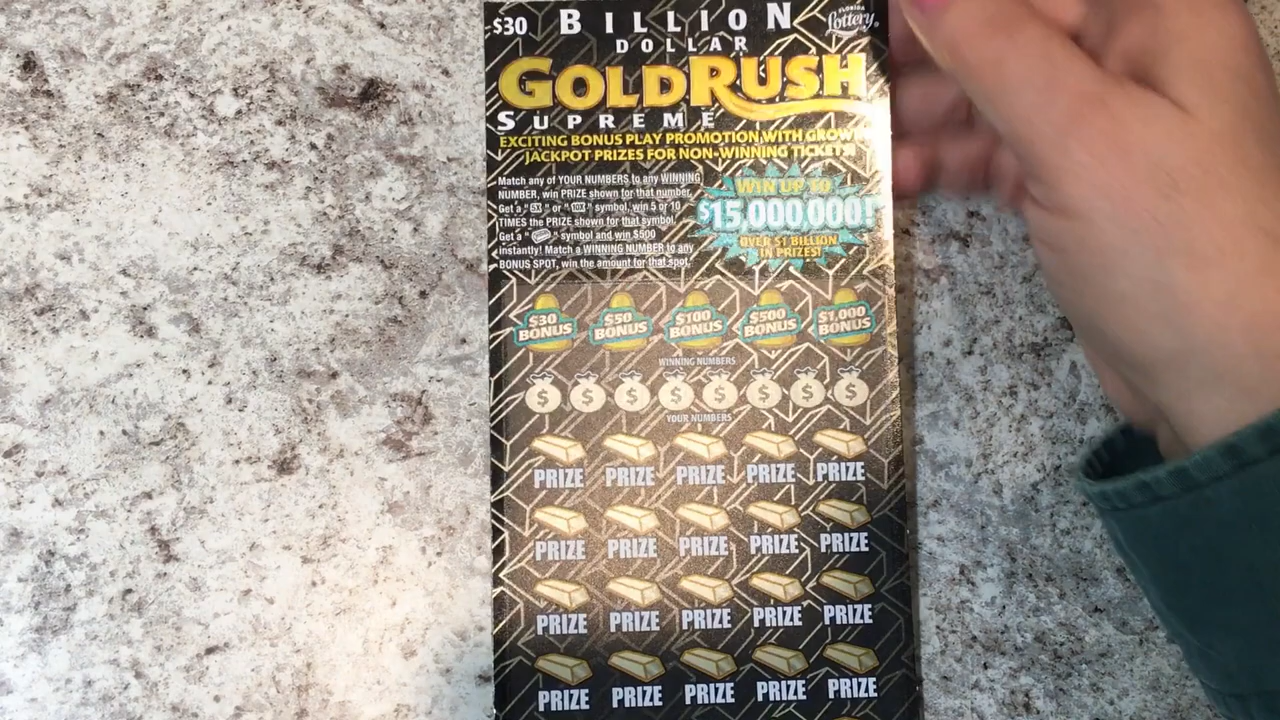 $30 BILLION
FLORIDA
Lottery
DOLLAR
GOLDRUSH
SUPREME
EXCITING BONUS PLAY PROMOTION WITH GROW
JACKPOT PRIZES FOR NON-WINNING TICKETS
Match any of YOUR NUMBERS to any WINNING
NUMBER, win PRIZE shown for that number.
Get a "5X" or "10X" symbol, win 5 or 10
TIMES the PRIZE shown for that symbol.
Get a " " symbol and win $500
instantly! Match a WINNING NUMBER to any
BONUS SPOT, win the amount for that spot.
WIN UP TO
$15,000,000!
OVER $1 BILLION
IN PRIZES!
$30 BONUS $50 BONUS $100 BONUS $500 BONUS $1,000 BONUS
WINNING NUMBERS
$ $ $ $ $ $ $ $
YOUR NUMBERS
PRIZE PRIZE PRIZE PRIZE PRIZE
PRIZE PRIZE PRIZE PRIZE PRIZE
PRIZE PRIZE PRIZE PRIZE PRIZE
PRIZE PRIZE PRIZE PRIZE PRIZE